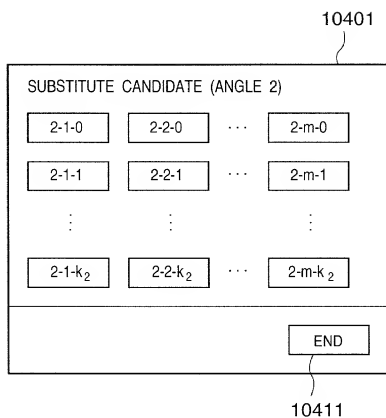 10401
SUBSTITUTE CANDIDATE (ANGLE 2)
2-1-0 2-2-0 ... 2-m-0
2-1-1 2-2-1 ... 2-m-1
⋮ ⋮ ⋮
2-1-k₂ 2-2-k₂ ... 2-m-k₂
END
10411